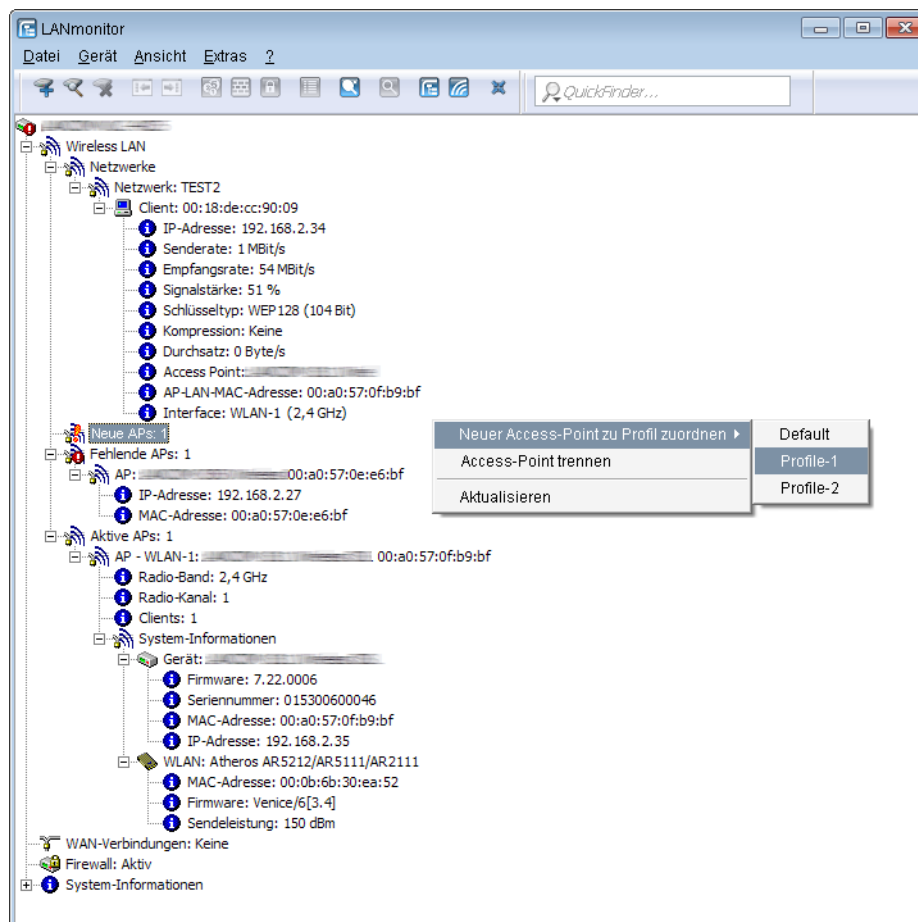 LANmonitor
Datei Gerät Ansicht Extras ?
QuickFinder...
Wireless LAN
Netzwerke
Netzwerk: TEST2
Client: 00:18:de:cc:90:09
IP-Adresse: 192.168.2.34
Senderate: 1 MBit/s
Empfangsrate: 54 MBit/s
Signalstärke: 51 %
Schlüsseltyp: WEP128 (104 Bit)
Kompression: Keine
Durchsatz: 0 Byte/s
Access Point:
AP-LAN-MAC-Adresse: 00:a0:57:0f:b9:bf
Interface: WLAN-1 (2,4 GHz)
Neue APs: 1
Neuer Access-Point zu Profil zuordnen
Default
Fehlende APs: 1
Access-Point trennen
Profile-1
AP: 00:a0:57:0e:e6:bf
Profile-2
IP-Adresse: 192.168.2.27
Aktualisieren
MAC-Adresse: 00:a0:57:0e:e6:bf
Aktive APs: 1
AP - WLAN-1: 00:a0:57:0f:b9:bf
Radio-Band: 2,4 GHz
Radio-Kanal: 1
Clients: 1
System-Informationen
Gerät:
Firmware: 7.22.0006
Seriennummer: 015300600046
MAC-Adresse: 00:a0:57:0f:b9:bf
IP-Adresse: 192.168.2.35
WLAN: Atheros AR5212/AR5111/AR2111
MAC-Adresse: 00:0b:6b:30:ea:52
Firmware: Venice/6[3.4]
Sendeleistung: 150 dBm
WAN-Verbindungen: Keine
Firewall: Aktiv
System-Informationen